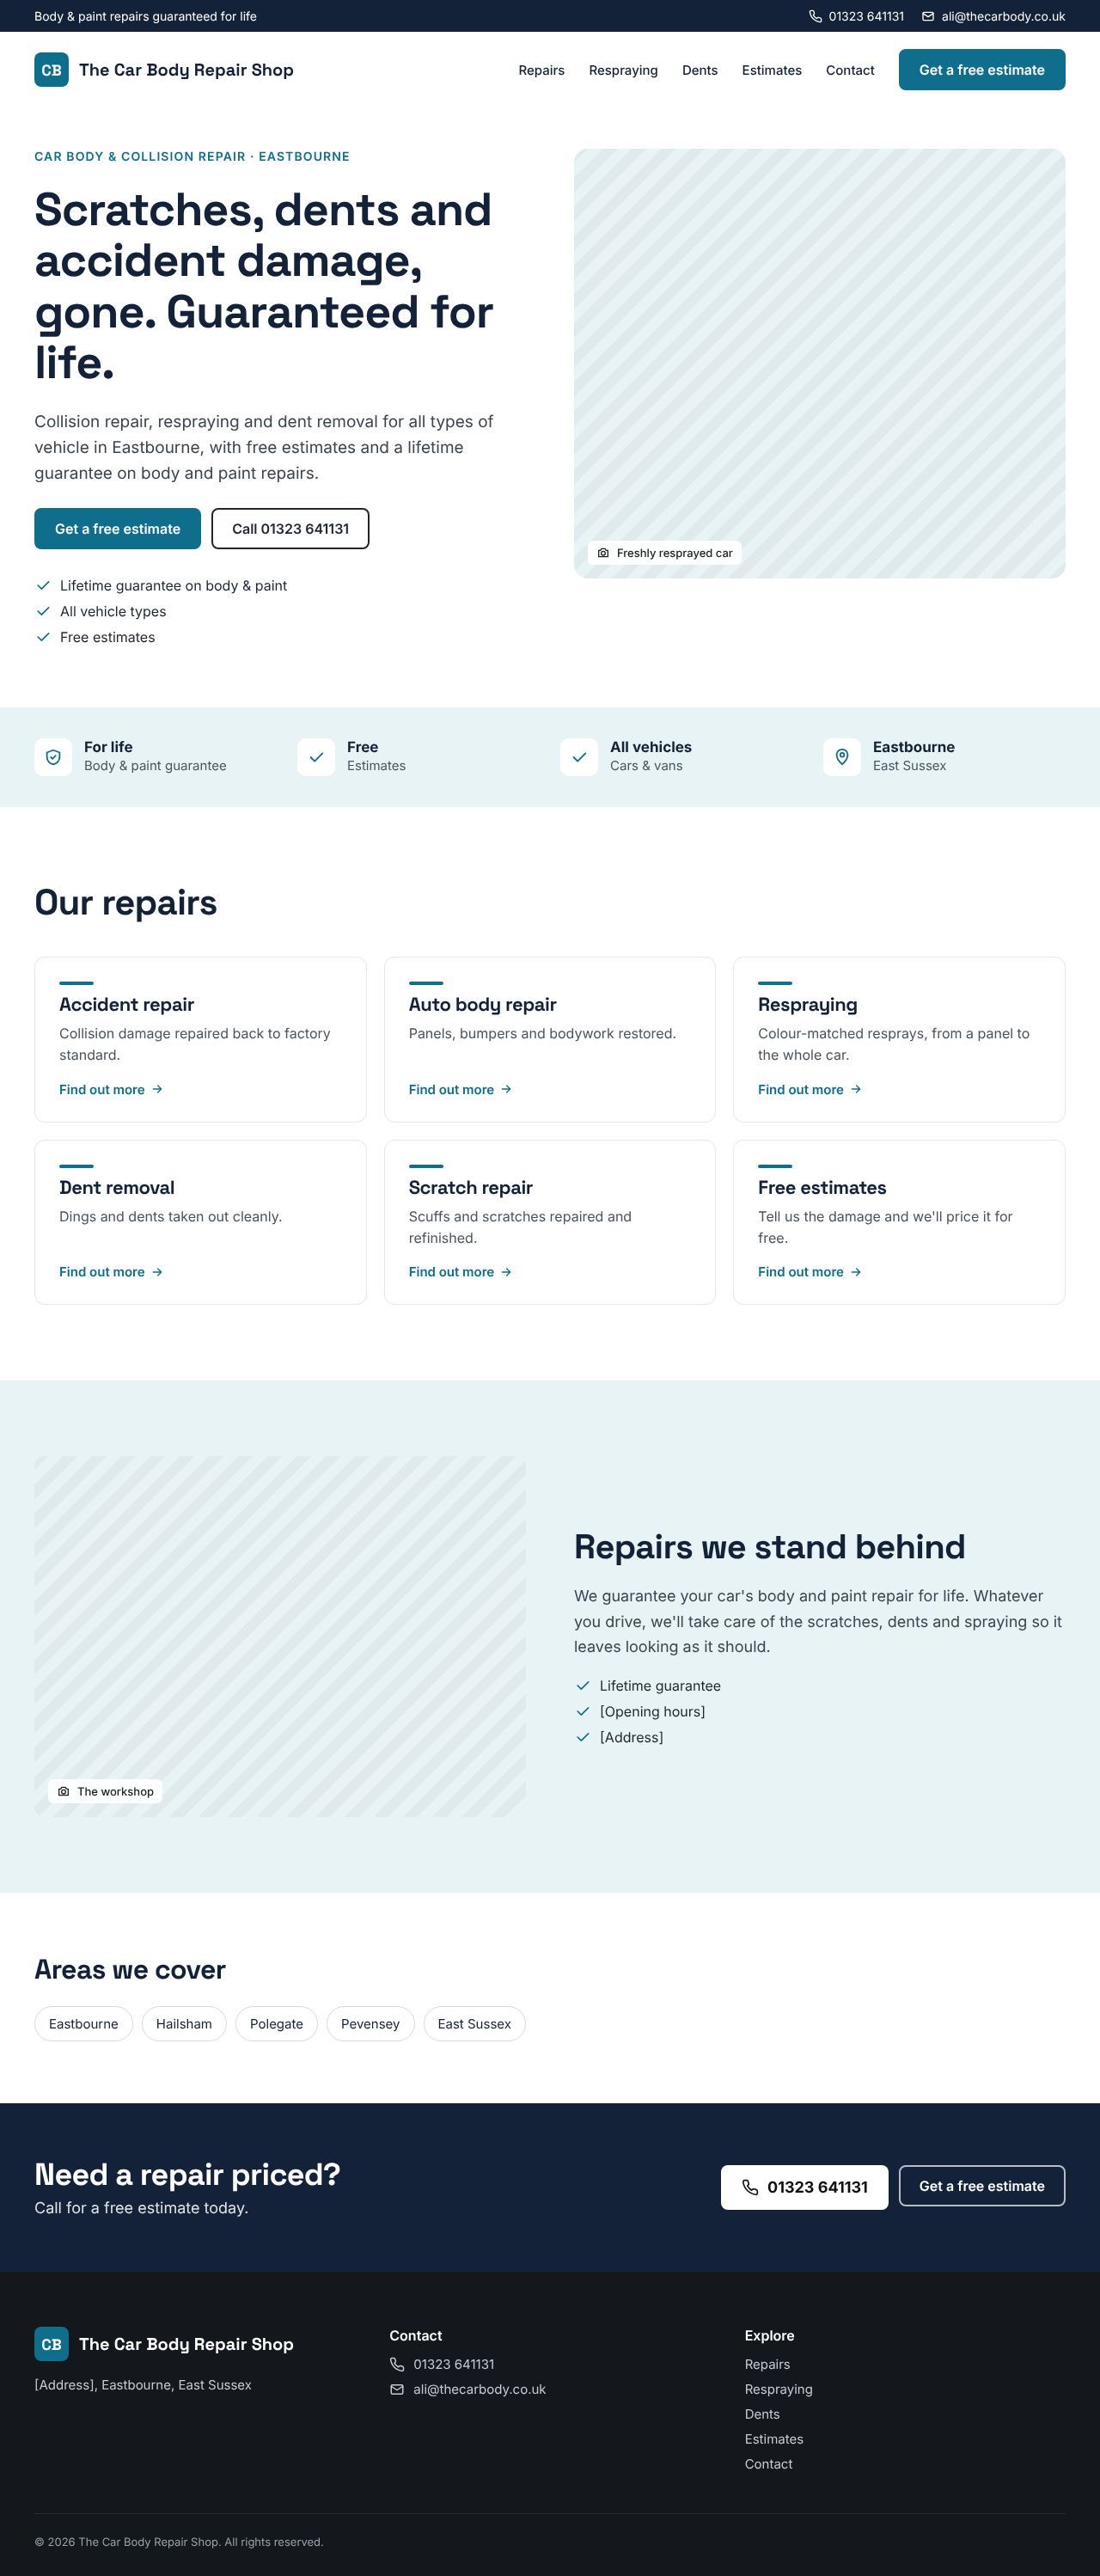 Body & paint repairs guaranteed for life
01323 641131
ali@thecarbody.co.uk
CB
The Car Body Repair Shop
Repairs
Respraying
Dents
Estimates
Contact
Get a free estimate
CAR BODY & COLLISION REPAIR · EASTBOURNE
Scratches, dents and
accident damage,
gone. Guaranteed for
life.
Collision repair, respraying and dent removal for all types of
vehicle in Eastbourne, with free estimates and a lifetime
guarantee on body and paint repairs.
Get a free estimate
Call 01323 641131
Lifetime guarantee on body & paint
All vehicle types
Free estimates
Freshly resprayed car
For life
Body & paint guarantee
Free
Estimates
All vehicles
Cars & vans
Eastbourne
East Sussex
Our repairs
Accident repair
Collision damage repaired back to factory
standard.
Find out more →
Auto body repair
Panels, bumpers and bodywork restored.
Find out more →
Respraying
Colour-matched resprays, from a panel to
the whole car.
Find out more →
Dent removal
Dings and dents taken out cleanly.
Find out more →
Scratch repair
Scuffs and scratches repaired and
refinished.
Find out more →
Free estimates
Tell us the damage and we'll price it for
free.
Find out more →
The workshop
Repairs we stand behind
We guarantee your car's body and paint repair for life. Whatever
you drive, we'll take care of the scratches, dents and spraying so it
leaves looking as it should.
Lifetime guarantee
[Opening hours]
[Address]
Areas we cover
Eastbourne
Hailsham
Polegate
Pevensey
East Sussex
Need a repair priced?
Call for a free estimate today.
01323 641131
Get a free estimate
CB
The Car Body Repair Shop
[Address], Eastbourne, East Sussex
Contact
01323 641131
ali@thecarbody.co.uk
Explore
Repairs
Respraying
Dents
Estimates
Contact
© 2026 The Car Body Repair Shop. All rights reserved.